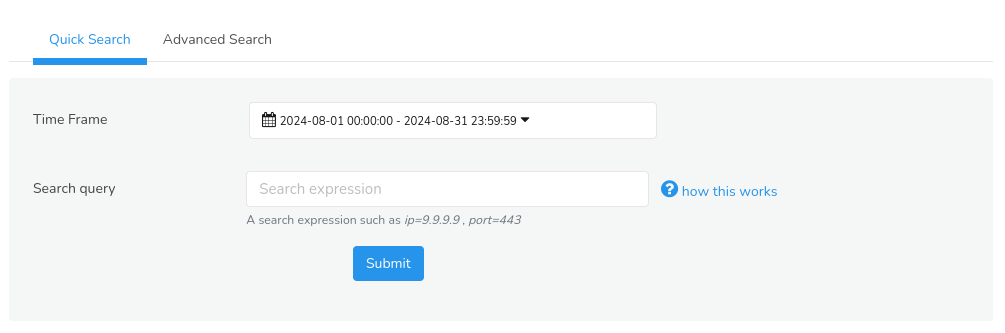 Quick Search Advanced Search
Time Frame 2024-08-01 00:00:00 - 2024-08-31 23:59:59
Search query Search expression ? how this works
A search expression such as ip=9.9.9.9 , port=443
Submit